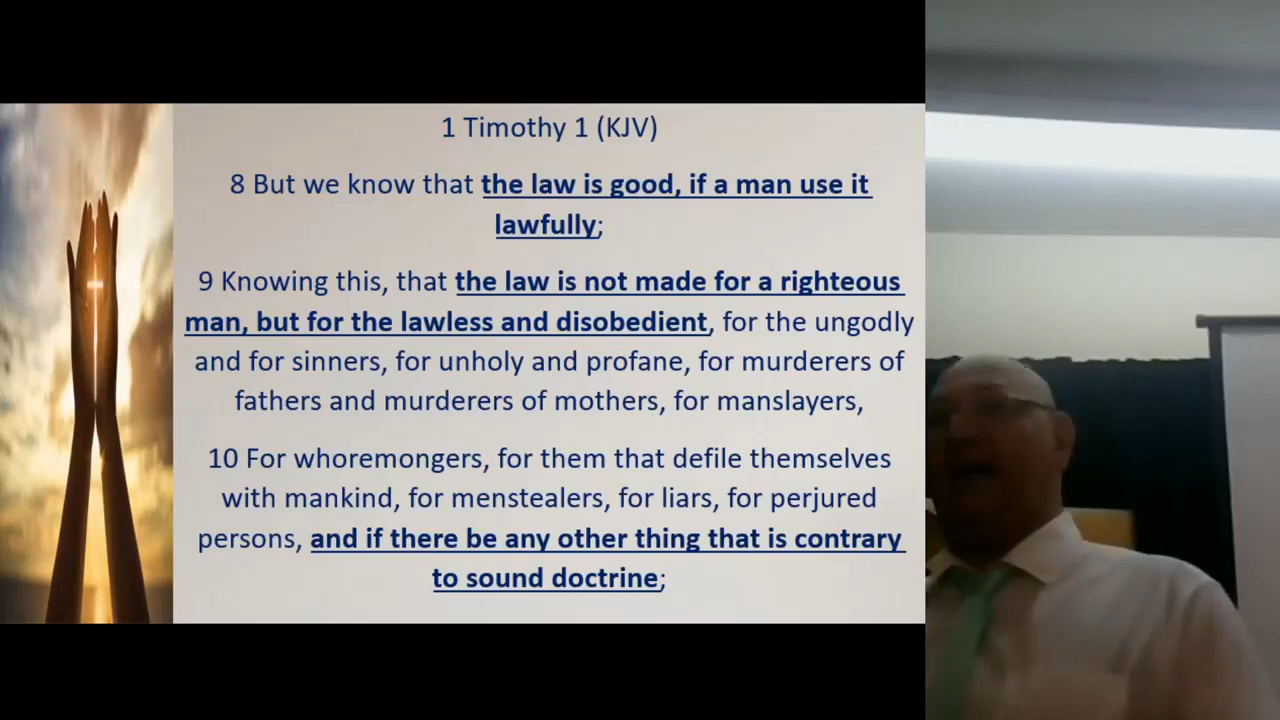 1 Timothy 1 (KJV)
8 But we know that the law is good, if a man use it
lawfully;
9 Knowing this, that the law is not made for a righteous
man, but for the lawless and disobedient, for the ungodly
and for sinners, for unholy and profane, for murderers of
fathers and murderers of mothers, for manslayers,
10 For whoremongers, for them that defile themselves
with mankind, for menstealers, for liars, for perjured
persons, and if there be any other thing that is contrary
to sound doctrine;